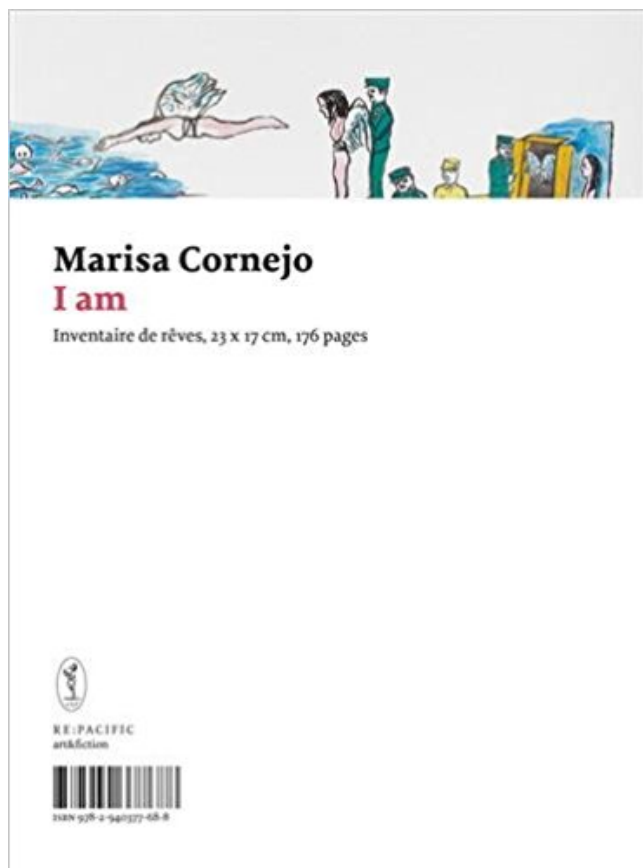 Marisa Cornejo
I am
Inventaire de rêves, 23 x 17 cm, 176 pages
RE:PACIFIC
art&fiction
ISBN 978-2-940377-68-8